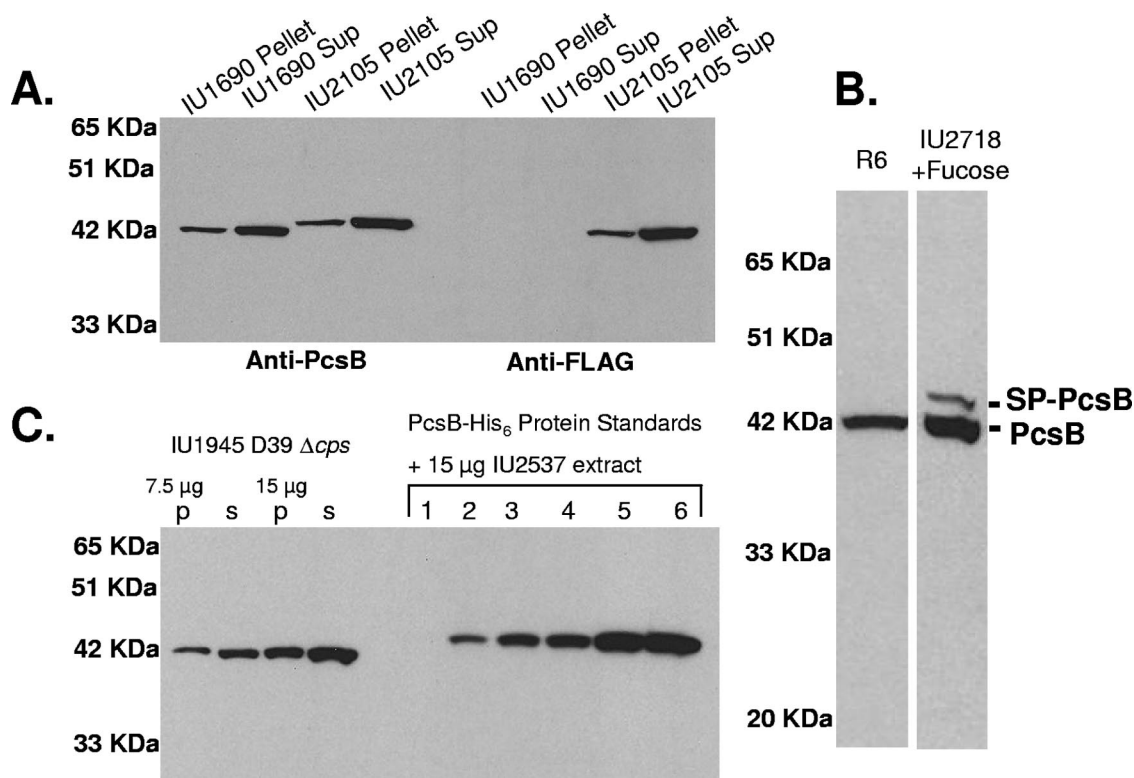 A.
IU1690 Pellet
IU1690 Sup
IU2105 Pellet
IU2105 Sup
IU1690 Pellet
IU1690 Sup
IU2105 Pellet
IU2105 Sup
65 KDa
51 KDa
42 KDa
33 KDa
Anti-PcsB
Anti-FLAG
B.
R6
IU2718
+Fucose
65 KDa
51 KDa
42 KDa
33 KDa
20 KDa
SP-PcsB
PcsB
C.
IU1945 D39 Δcps
7.5 µg
15 µg
p s p s
PcsB-His₆ Protein Standards
+ 15 µg IU2537 extract
1 2 3 4 5 6
65 KDa
51 KDa
42 KDa
33 KDa